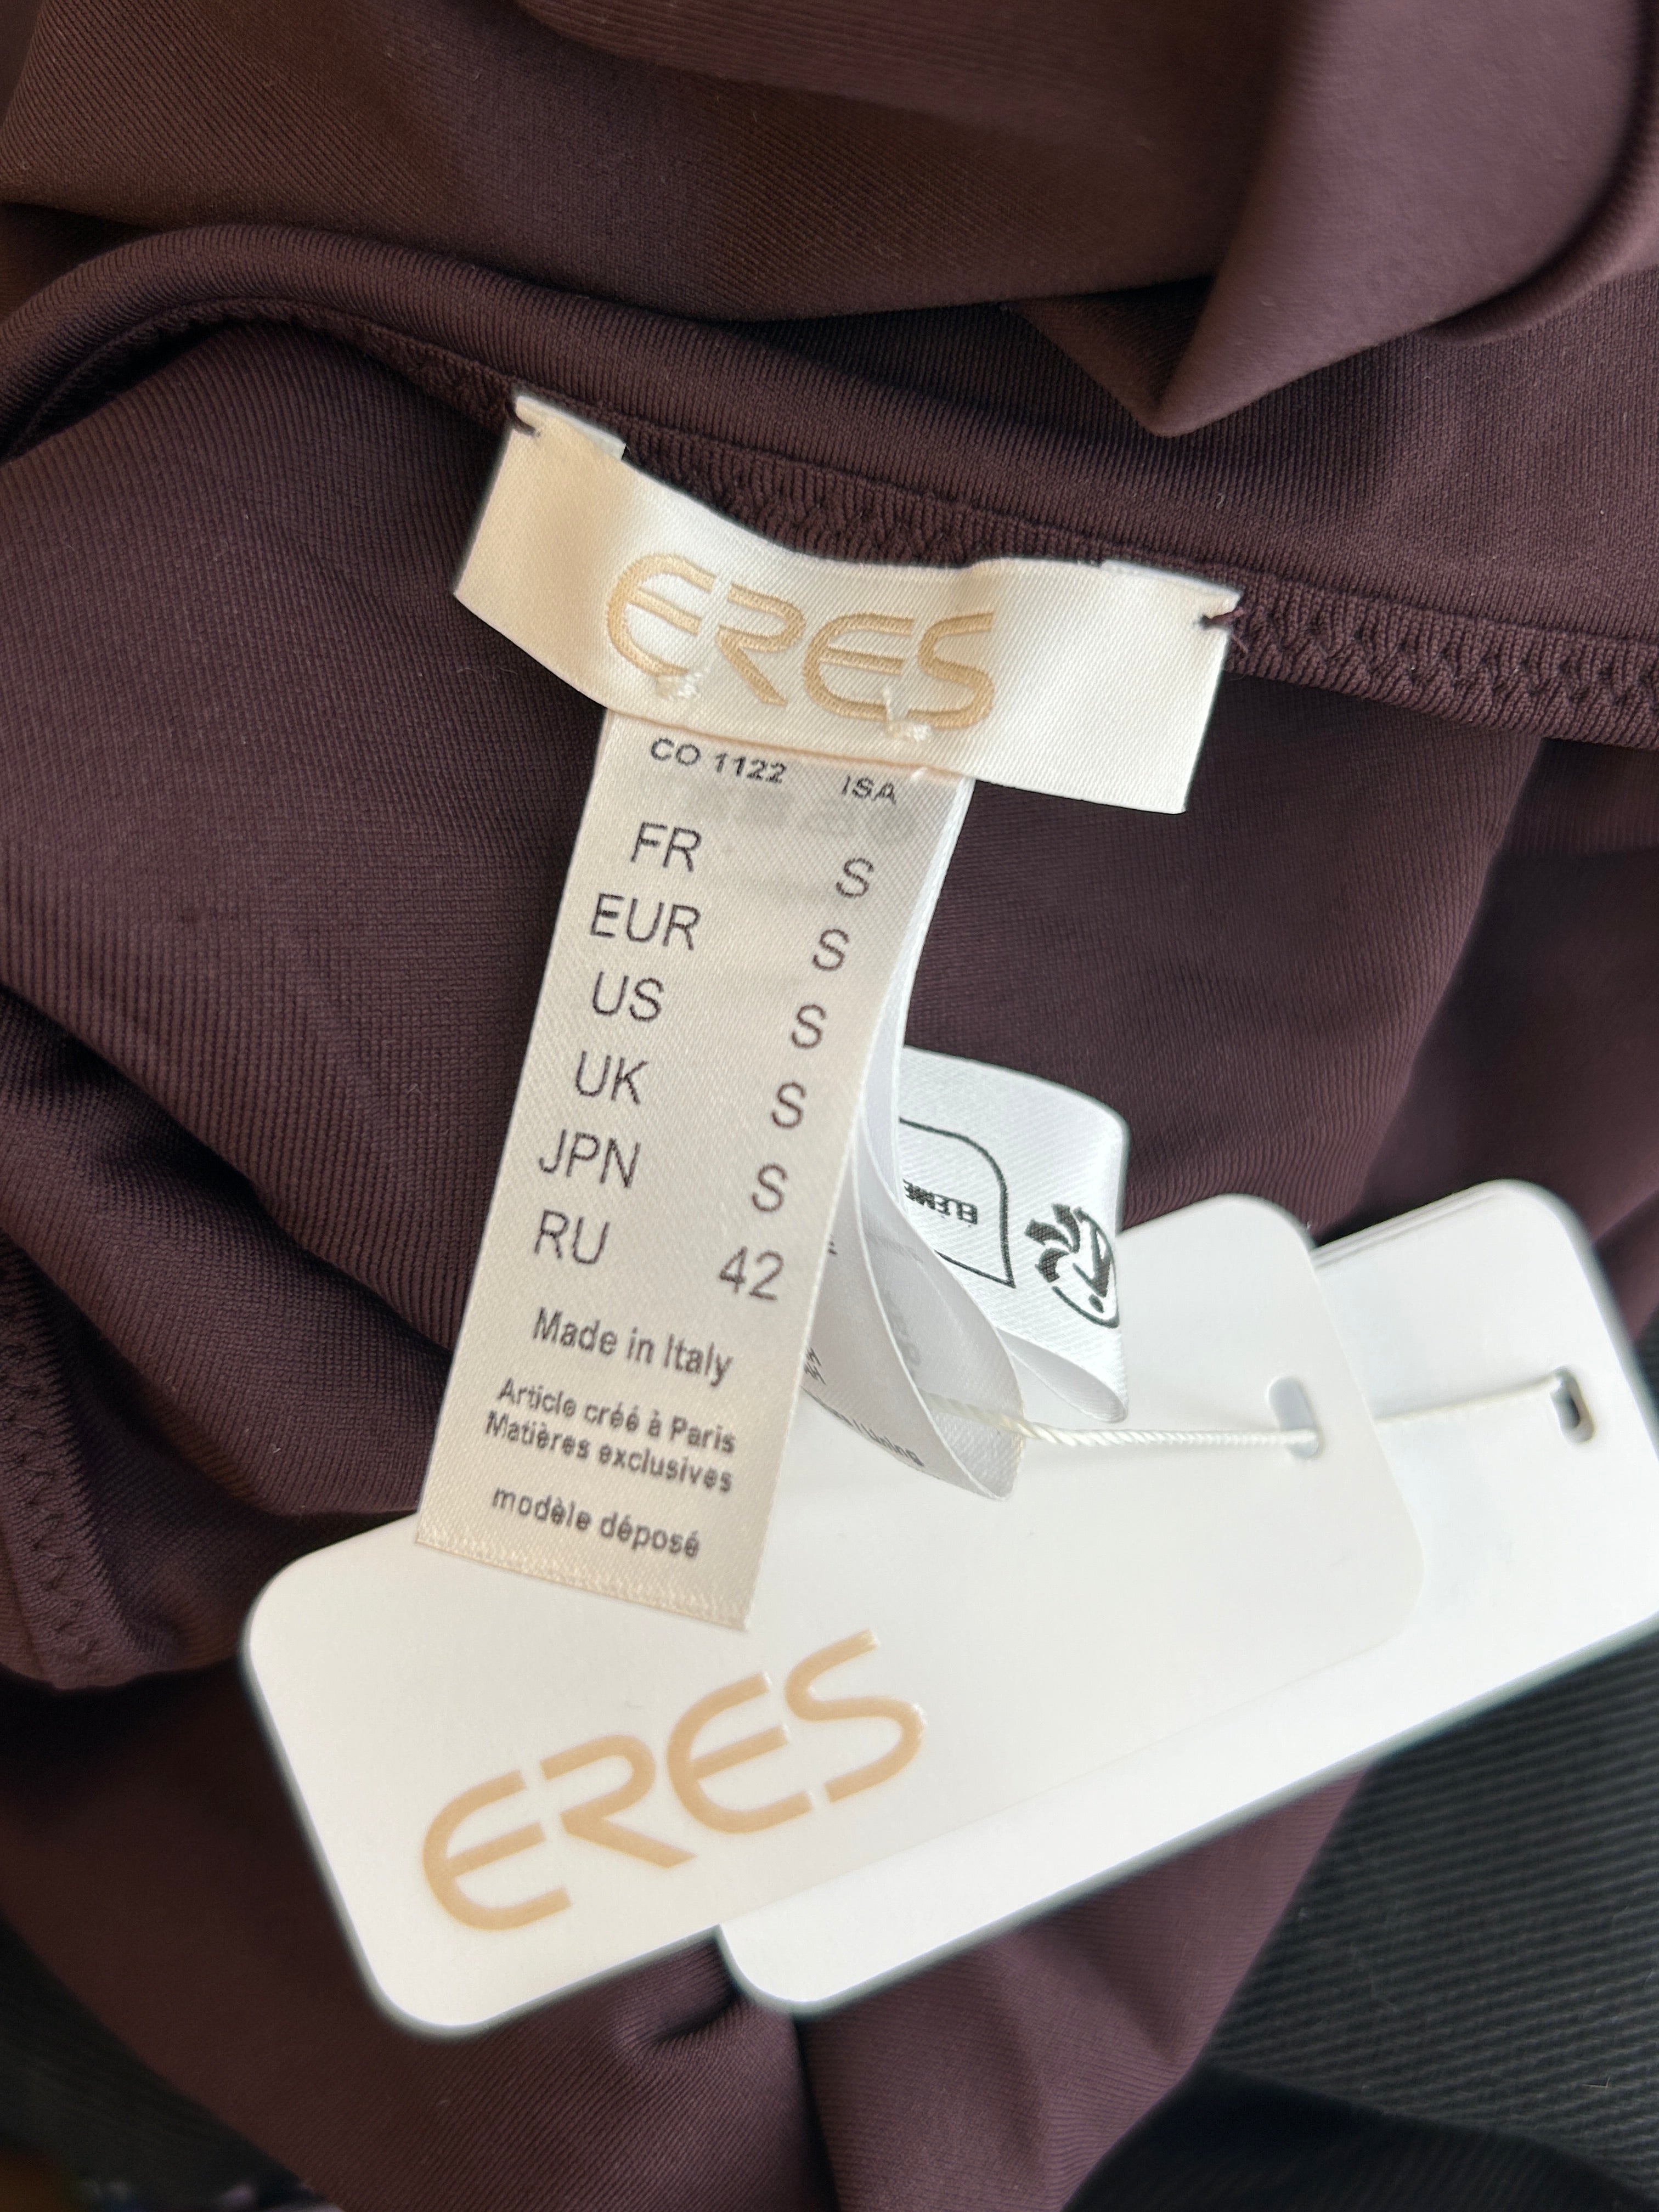 ERES
CO 1122 ISA
FR S
EUR S
US S
UK S
JPN S
RU 42
Made in Italy
Article créé à Paris
Matières exclusives
modèle déposé
ERES